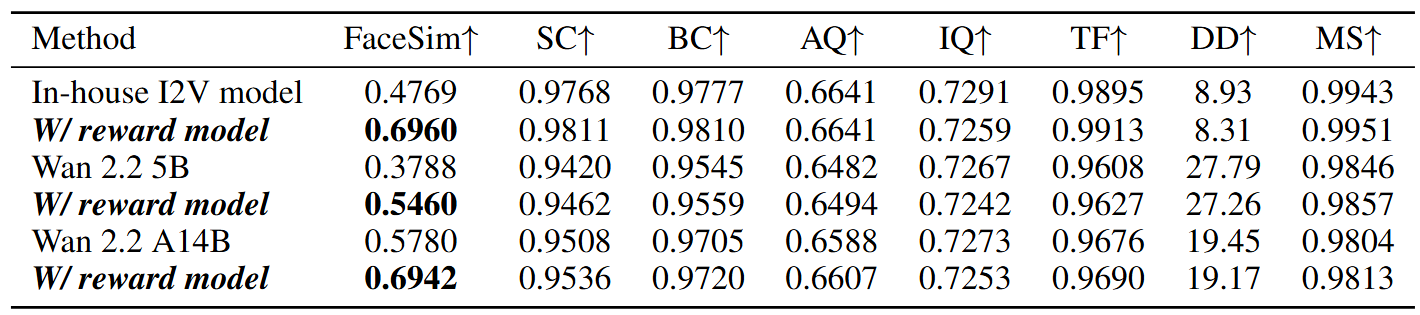 Method FaceSim↑ SC↑ BC↑ AQ↑ IQ↑ TF↑ DD↑ MS↑
In-house I2V model 0.4769 0.9768 0.9777 0.6641 0.7291 0.9895 8.93 0.9943
W/ reward model 0.6960 0.9811 0.9810 0.6641 0.7259 0.9913 8.31 0.9951
Wan 2.2 5B 0.3788 0.9420 0.9545 0.6482 0.7267 0.9608 27.79 0.9846
W/ reward model 0.5460 0.9462 0.9559 0.6494 0.7242 0.9627 27.26 0.9857
Wan 2.2 A14B 0.5780 0.9508 0.9705 0.6588 0.7273 0.9676 19.45 0.9804
W/ reward model 0.6942 0.9536 0.9720 0.6607 0.7253 0.9690 19.17 0.9813